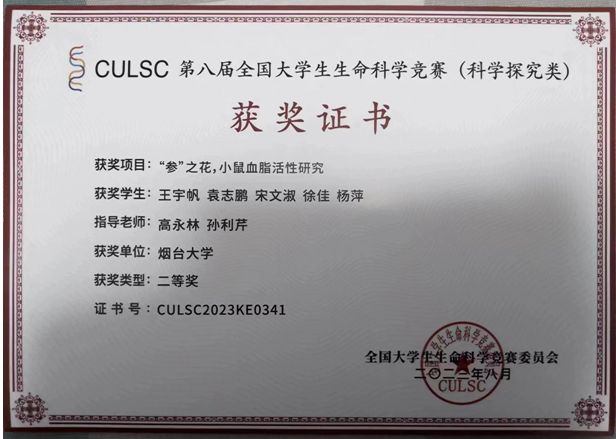 CULSC 第八届全国大学生生命科学竞赛（科学探究类）
获奖证书
获奖项目：“参”之花，小鼠血脂活性研究
获奖学生：王宇帆 袁志鹏 宋文淑 徐佳 杨萍
指导老师：高永林 孙利芹
获奖单位：烟台大学
获奖类型：二等奖
证书号：CULSC2023KE0341
全国大学生生命科学竞赛委员会
二〇二三年八月
CULSC